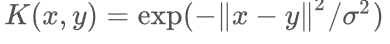 K(x, y) = exp(−‖x − y‖²/σ²)